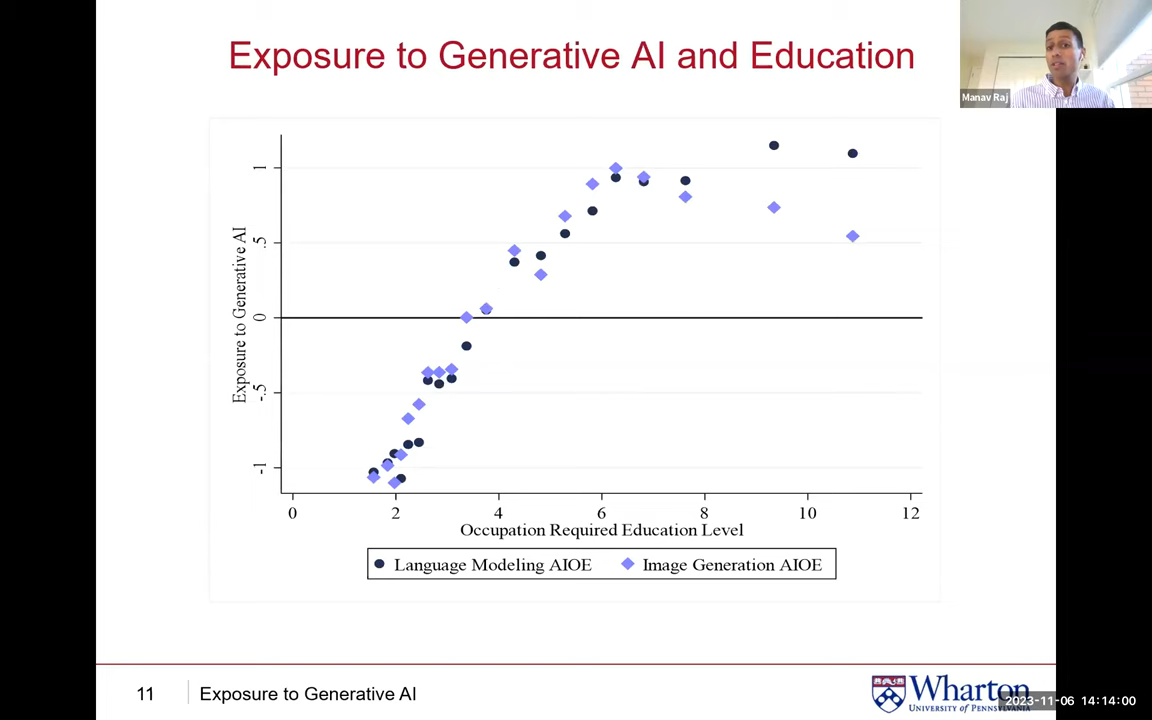 Exposure to Generative AI and Education
Manav Raj
Exposure to Generative AI
1
.5
0
-.5
-1
0 2 4 6 8 10 12
Occupation Required Education Level
Language Modeling AIOE Image Generation AIOE
11 Exposure to Generative AI
Wharton
UNIVERSITY of PENNSYLVANIA
2023-11-06 14:14:00